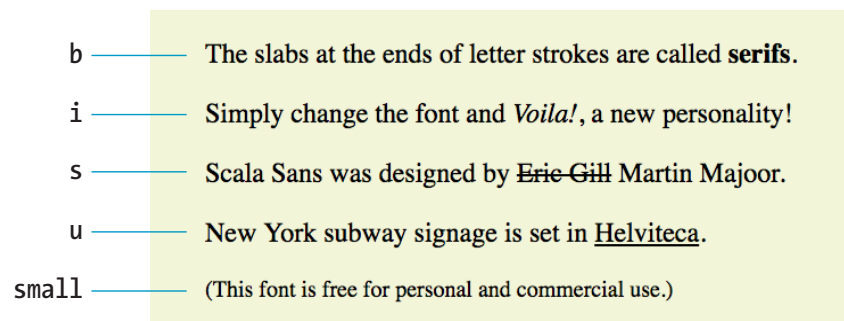 b The slabs at the ends of letter strokes are called serifs.
i Simply change the font and Voila!, a new personality!
s Scala Sans was designed by Eric Gill Martin Majoor.
u New York subway signage is set in Helviteca.
small (This font is free for personal and commercial use.)